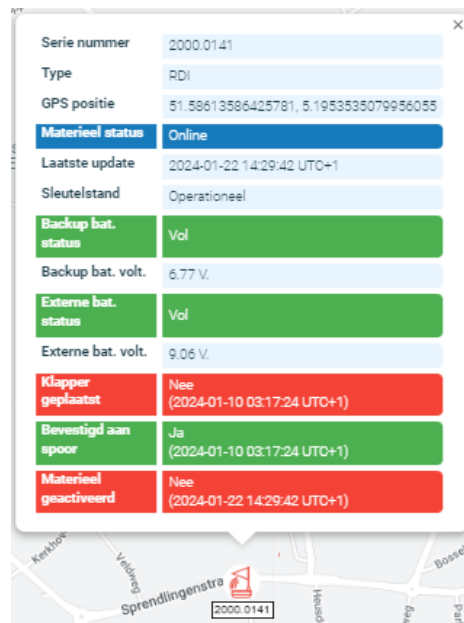 ×
Serie nummer 2000.0141
Type RDI
GPS positie 51.58613586425781, 5.1953535079956055
Materieel status Online
Laatste update 2024-01-22 14:29:42 UTC+1
Sleutelstand Operationeel
Backup bat. status Vol
Backup bat. volt. 6.77 V.
Externe bat. status Vol
Externe bat. volt. 9.06 V.
Klapper geplaatst Nee
(2024-01-10 03:17:24 UTC+1)
Bevestigd aan spoor Ja
(2024-01-10 03:17:24 UTC+1)
Materieel geactiveerd Nee
(2024-01-22 14:29:42 UTC+1)
Kerkhov
Veldweg
Sprendlingenstra
Heusd
Bosse
2000.0141